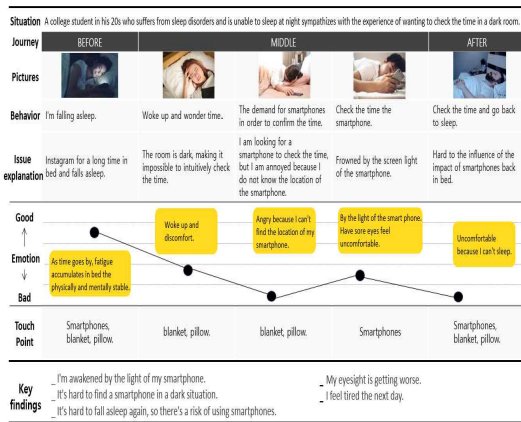 Situation A college student in his 20s who suffers from sleep disorders and is unable to sleep at night sympathizes with the experience of wanting to check the time in a dark room.
Journey BEFORE MIDDLE AFTER
Pictures
Behavior
I'm falling asleep.
Woke up and wonder time..
The demand for smartphones
in order to confirm the time.
Check the time the
smartphone.
Check the time and go back
to sleep.
Issue
explanation
Instagram for a long time in
bed and falls asleep.
The room is dark, making it
impossible to intuitively check
the time.
I am looking for a
smartphone to check the time,
but I am annoyed because I
do not know the location of
the smartphone.
Frowned by the screen light
of the smartphone.
Hard to the influence of the
impact of smartphones back
in bed.
Good
↑
Emotion
↓
Bad
As time goes by, fatigue
accumulates in bed the
physically and mentally stable.
Woke up and
discomfort.
Angry because I can't
find the location of my
smartphone.
By the light of the smart phone.
Have sore eyes feel
uncomfortable.
Uncomfortable
because I can't sleep.
Touch
Point
Smartphones,
blanket, pillow.
blanket, pillow.
blanket, pillow.
Smartphones
Smartphones,
blanket, pillow.
Key
findings
_ I'm awakened by the light of my smartphone.
_ It's hard to find a smartphone in a dark situation.
_ It's hard to fall asleep again, so there's a risk of using smartphones.
_ My eyesight is getting worse.
_ I feel tired the next day.